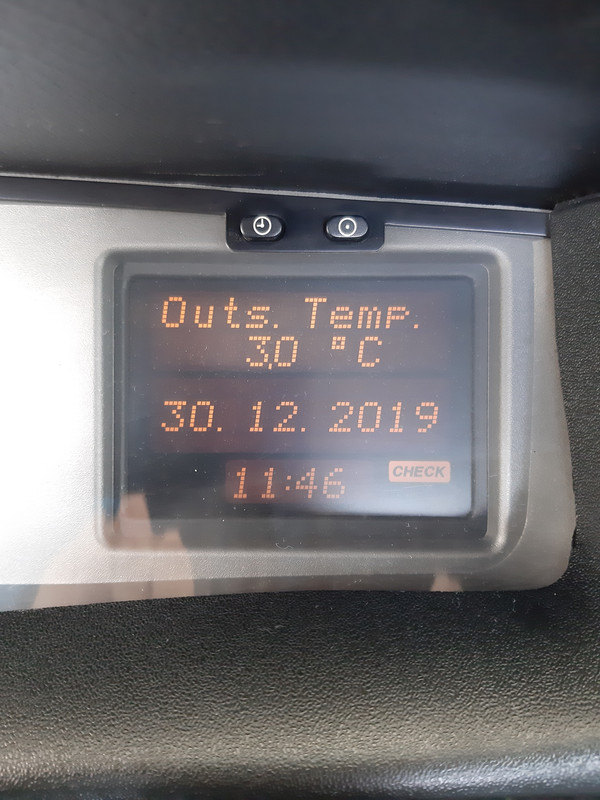 Outs. Temp.
3,0 °C
30. 12. 2019
11:46
CHECK